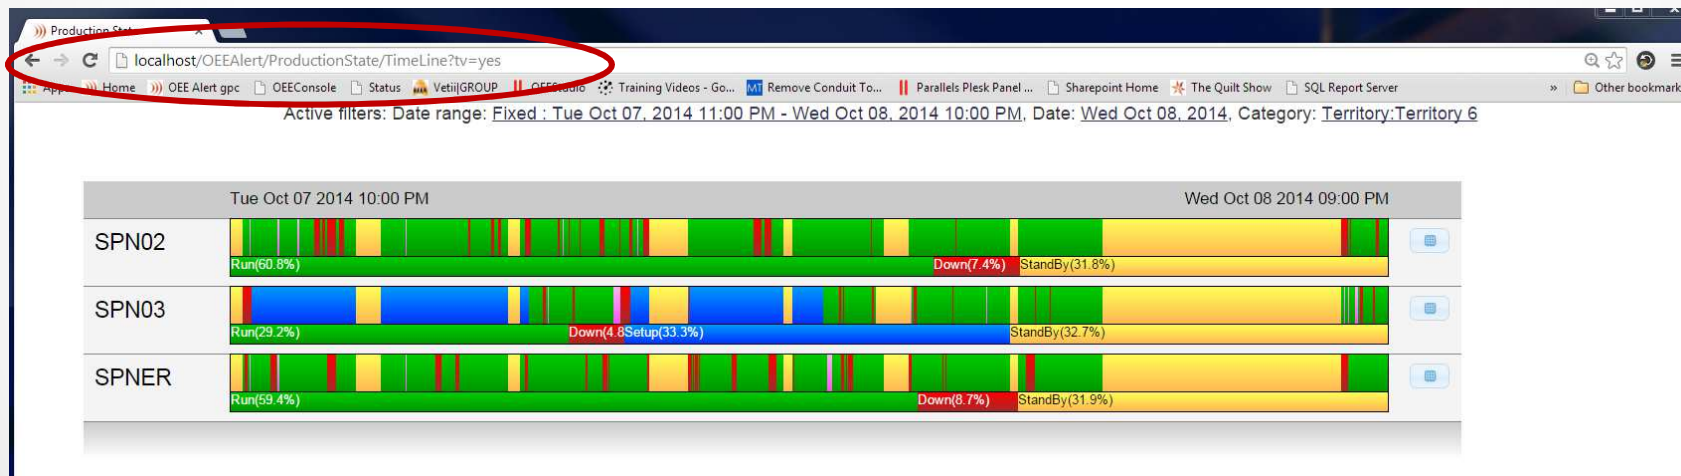 Production State
localhost/OEEAlert/ProductionState/TimeLine?tv=yes
Apps Home OEE Alert gpc OEEConsole Status Vetii|GROUP OEEStudio Training Videos - Go... MT Remove Conduit To... Parallels Plesk Panel ... Sharepoint Home The Quilt Show SQL Report Server » Other bookmark
Active filters: Date range: Fixed : Tue Oct 07, 2014 11:00 PM - Wed Oct 08, 2014 10:00 PM, Date: Wed Oct 08, 2014, Category: Territory:Territory 6
Tue Oct 07 2014 10:00 PM Wed Oct 08 2014 09:00 PM
SPN02
Run(60.8%) Down(7.4%) StandBy(31.8%)
SPN03
Run(29.2%) Down(4.8 Setup(33.3%) StandBy(32.7%)
SPNER
Run(59.4%) Down(8.7%) StandBy(31.9%)